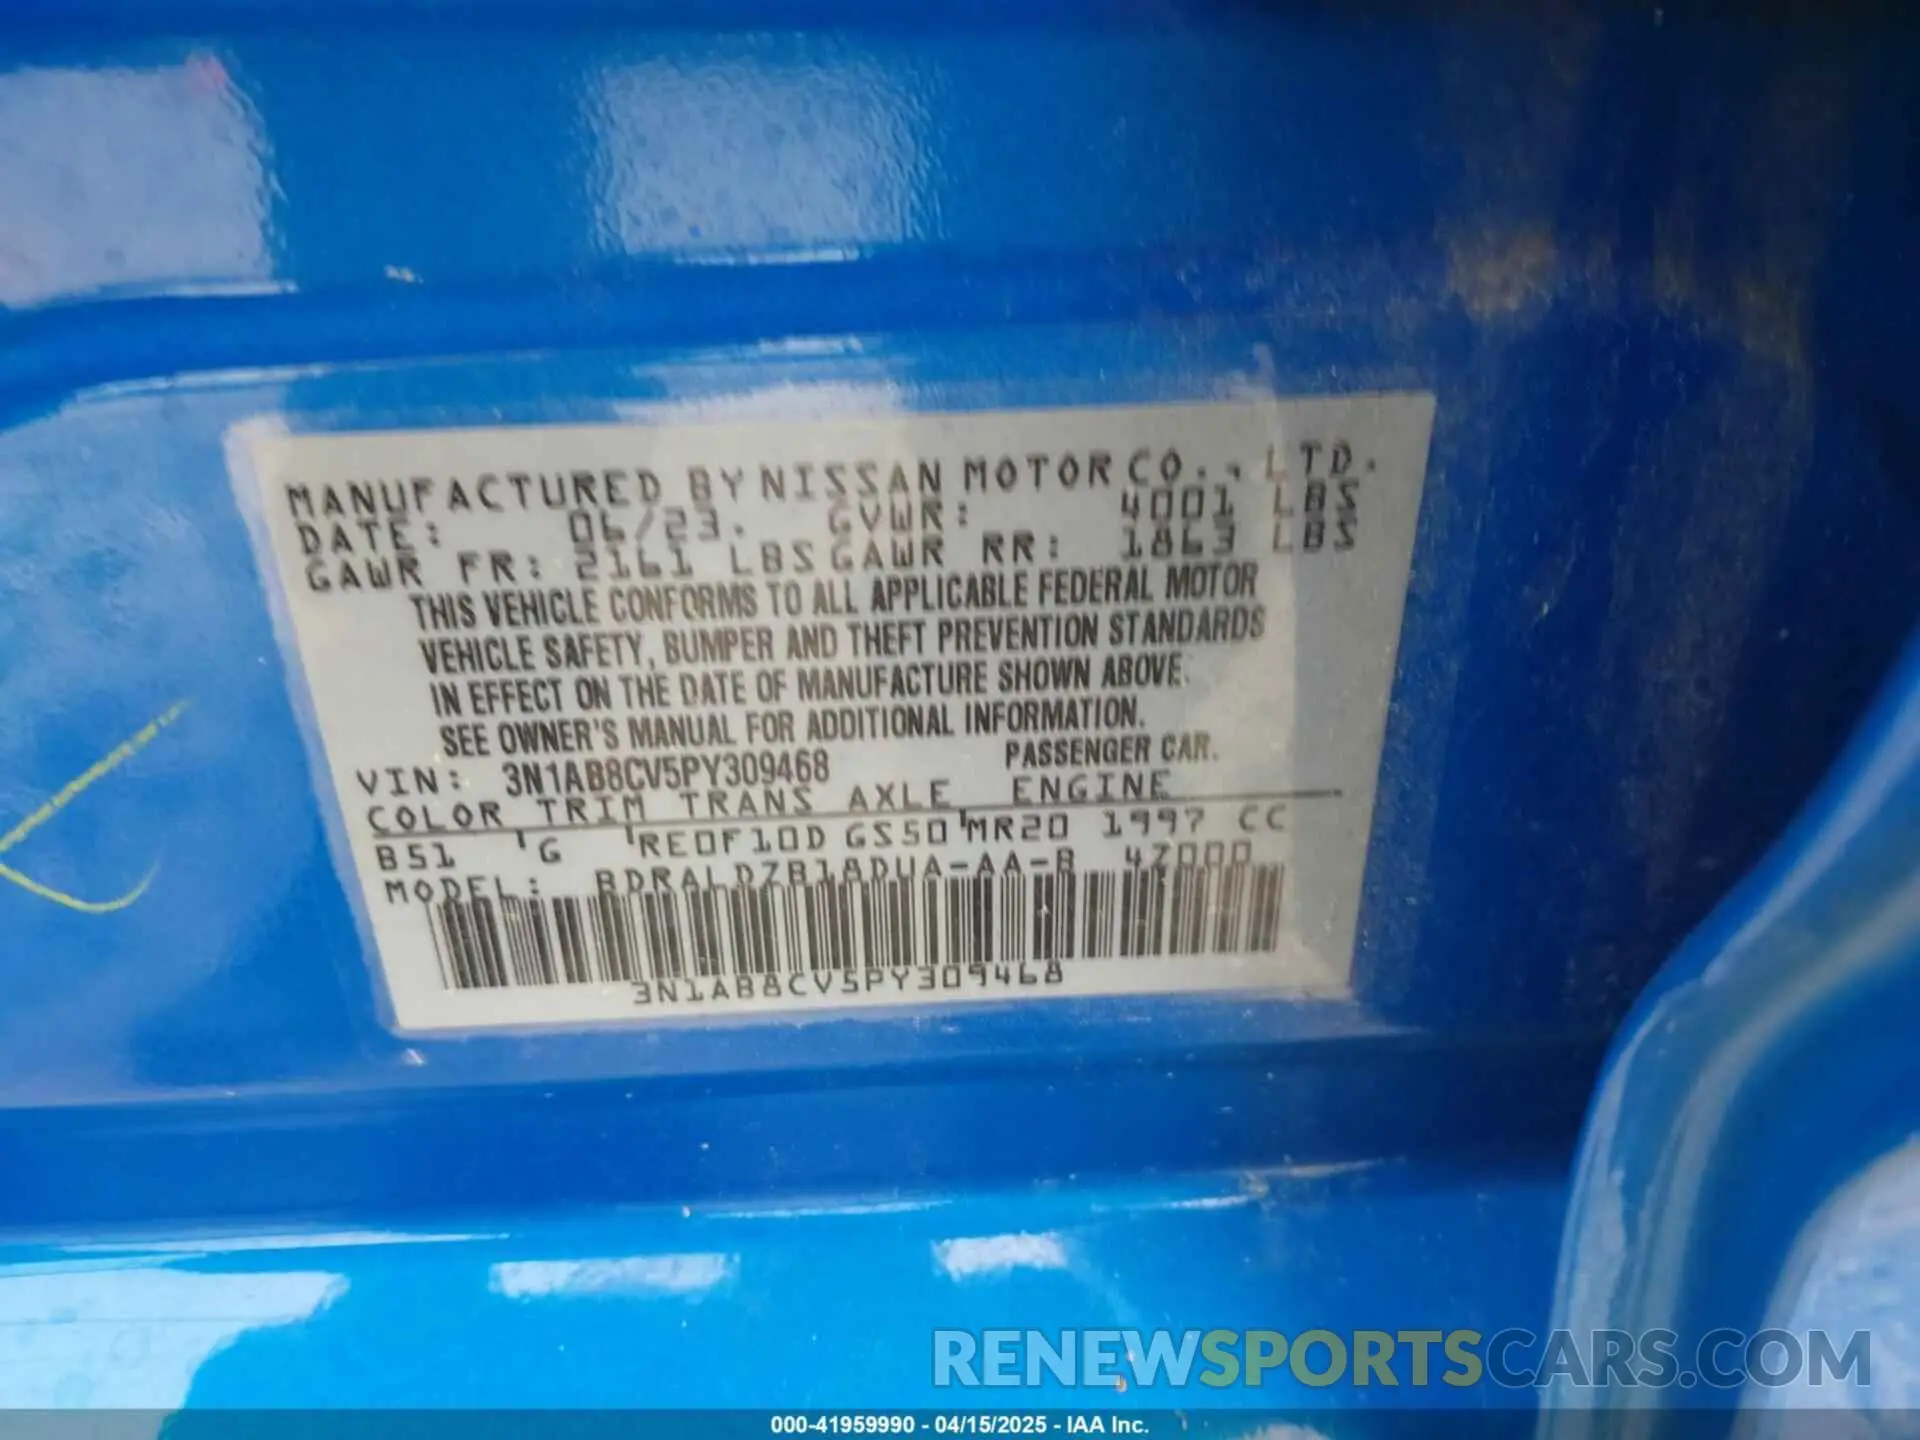 MANUFACTURED BY NISSAN MOTOR CO., LTD.
DATE: 06/23. GVWR: 4001 LBS
GAWR FR: 2161 LBS GAWR RR: 1863 LBS
THIS VEHICLE CONFORMS TO ALL APPLICABLE FEDERAL MOTOR
VEHICLE SAFETY, BUMPER AND THEFT PREVENTION STANDARDS
IN EFFECT ON THE DATE OF MANUFACTURE SHOWN ABOVE.
SEE OWNER'S MANUAL FOR ADDITIONAL INFORMATION.
VIN: 3N1AB8CV5PY309468 PASSENGER CAR.
COLOR TRIM TRANS AXLE ENGINE
B51 G RE0F10D GS50 MR20 1997 CC
MODEL: BDRALDZB18DUA-AA-B 4Z000
3N1AB8CV5PY309468
RENEWSPORTSCARS.COM
000-41959990 - 04/15/2025 - IAA Inc.